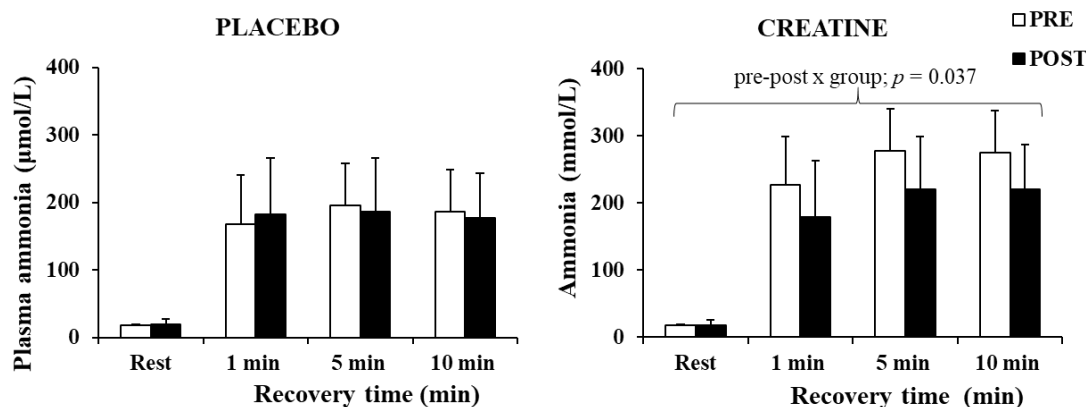 PLACEBO
Plasma ammonia (μmol/L)
400
300
200
100
0
Rest 1 min 5 min 10 min
Recovery time (min)
CREATINE
PRE
POST
pre-post x group; p = 0.037
Ammonia (mmol/L)
400
300
200
100
0
Rest 1 min 5 min 10 min
Recovery time (min)